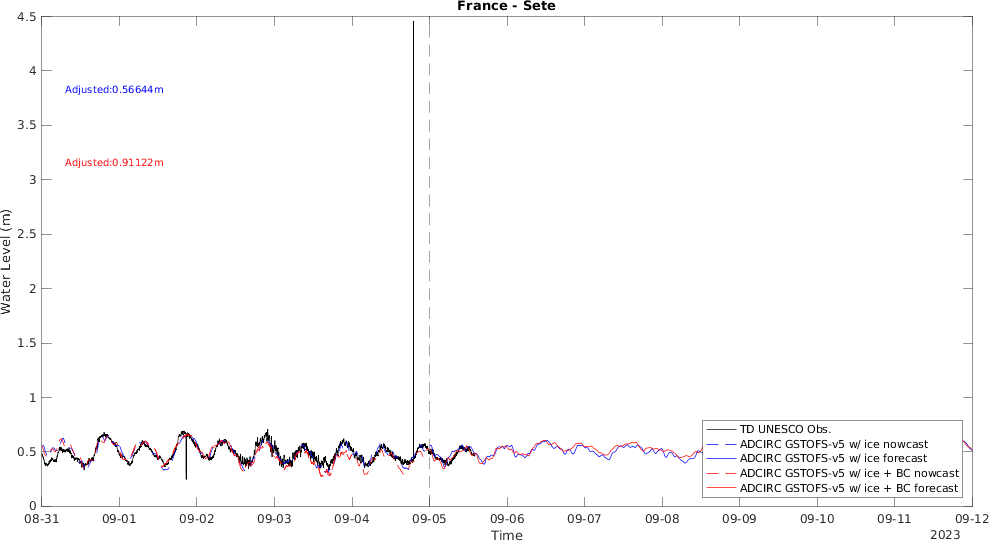 France - Sete
4.5
4
3.5
3
2.5
2
1.5
1
0.5
0
Water Level (m)
Adjusted:0.56644m
Adjusted:0.91122m
TD UNESCO Obs.
ADCIRC GSTOFS-v5 w/ ice nowcast
ADCIRC GSTOFS-v5 w/ ice forecast
ADCIRC GSTOFS-v5 w/ ice + BC nowcast
ADCIRC GSTOFS-v5 w/ ice + BC forecast
08-31 09-01 09-02 09-03 09-04 09-05 09-06 09-07 09-08 09-09 09-10 09-11 09-12
Time
2023